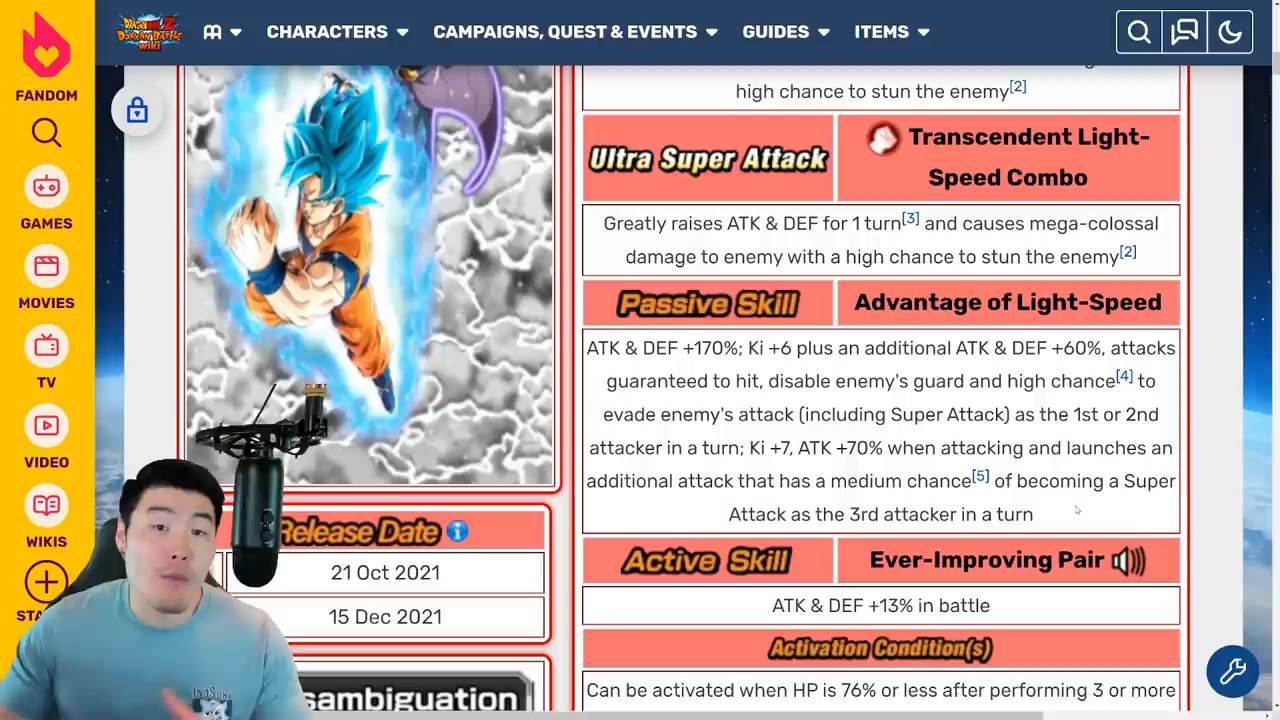 DRAGON BALL Z
DOKKAN BATTLE
WIKI
CHARACTERS
CAMPAIGNS, QUEST & EVENTS
GUIDES
ITEMS
FANDOM
GAMES
MOVIES
TV
VIDEO
WIKIS
STA
high chance to stun the enemy[2]
Ultra Super Attack
Transcendent Light-
Speed Combo
Greatly raises ATK & DEF for 1 turn[3] and causes mega-colossal
damage to enemy with a high chance to stun the enemy[2]
Passive Skill
Advantage of Light-Speed
ATK & DEF +170%; Ki +6 plus an additional ATK & DEF +60%, attacks
guaranteed to hit, disable enemy's guard and high chance[4] to
evade enemy's attack (including Super Attack) as the 1st or 2nd
attacker in a turn; Ki +7, ATK +70% when attacking and launches an
additional attack that has a medium chance[5] of becoming a Super
Attack as the 3rd attacker in a turn
Active Skill
Ever-Improving Pair
ATK & DEF +13% in battle
Activation Condition(s)
Can be activated when HP is 76% or less after performing 3 or more
Release Date
21 Oct 2021
15 Dec 2021
sambiguation